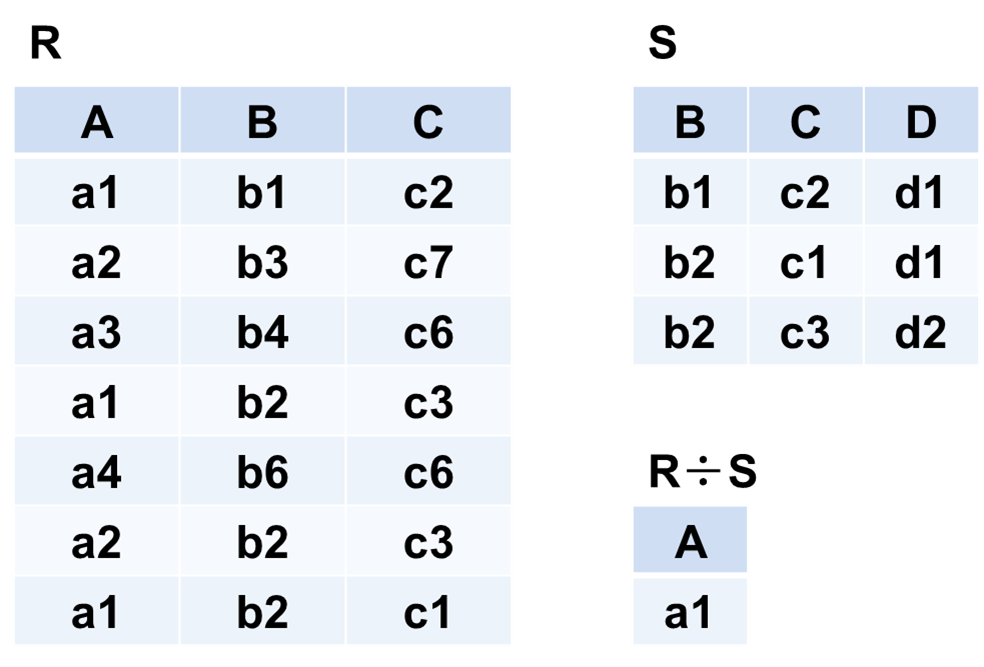 R
A B C
a1 b1 c2
a2 b3 c7
a3 b4 c6
a1 b2 c3
a4 b6 c6
a2 b2 c3
a1 b2 c1
S
B C D
b1 c2 d1
b2 c1 d1
b2 c3 d2
R÷S
A
a1